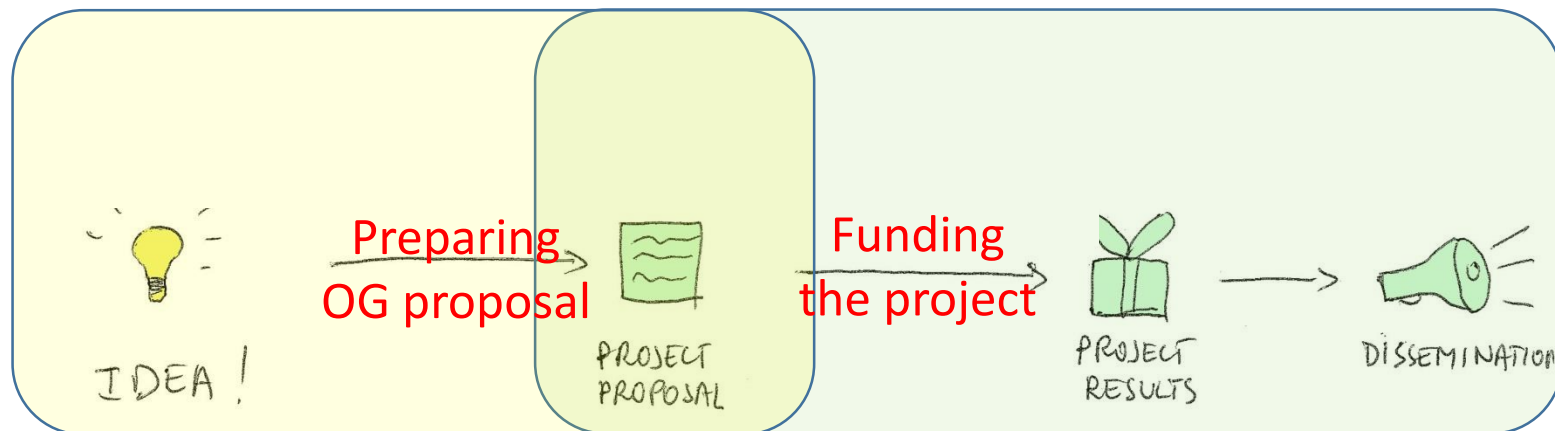 Preparing
OG proposal
Funding
the project
IDEA!
PROJECT
PROPOSAL
PROJECT
RESULTS
DISSEMINATION